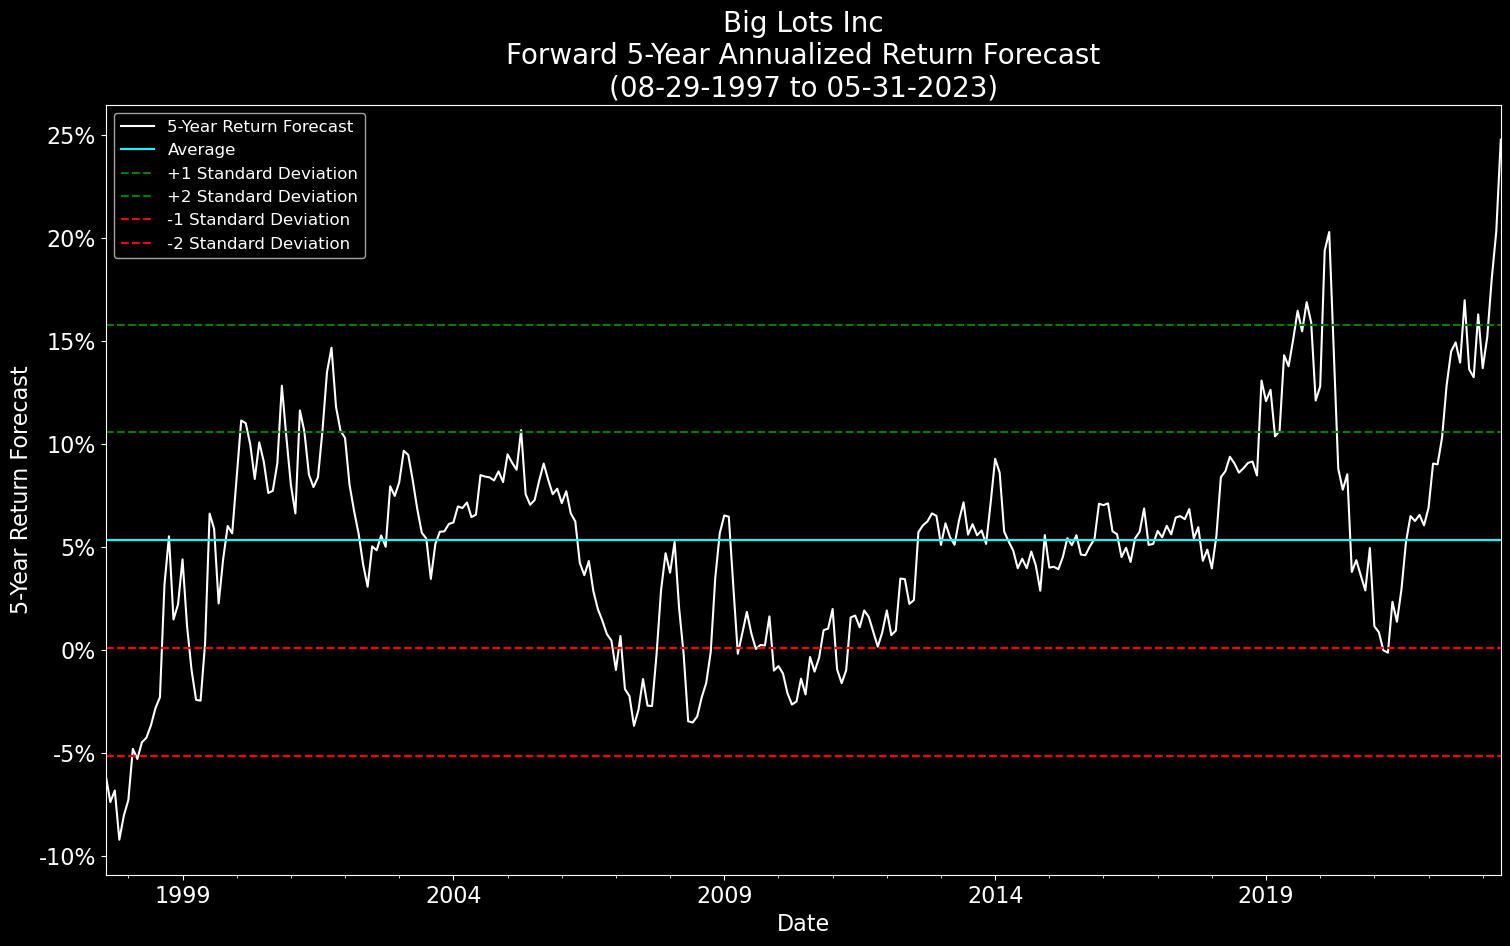 Big Lots Inc
Forward 5-Year Annualized Return Forecast
(08-29-1997 to 05-31-2023)
5-Year Return Forecast
Average
+1 Standard Deviation
+2 Standard Deviation
-1 Standard Deviation
-2 Standard Deviation
25%
20%
15%
10%
5%
0%
-5%
-10%
5-Year Return Forecast
1999
2004
2009
2014
2019
Date